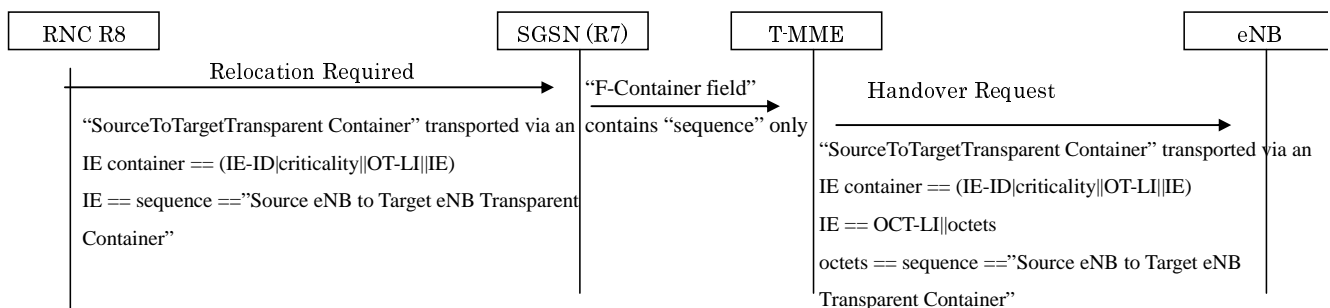 RNC R8
SGSN (R7)
T-MME
eNB
Relocation Required
"F-Container field"
Handover Request
"SourceToTargetTransparent Container" transported via an
IE container == (IE-ID|criticality||OT-LI||IE)
IE == sequence =="Source eNB to Target eNB Transparent
Container"
contains "sequence" only
"SourceToTargetTransparent Container" transported via an
IE container == (IE-ID|criticality||OT-LI||IE)
IE == OCT-LI||octets
octets == sequence =="Source eNB to Target eNB
Transparent Container"